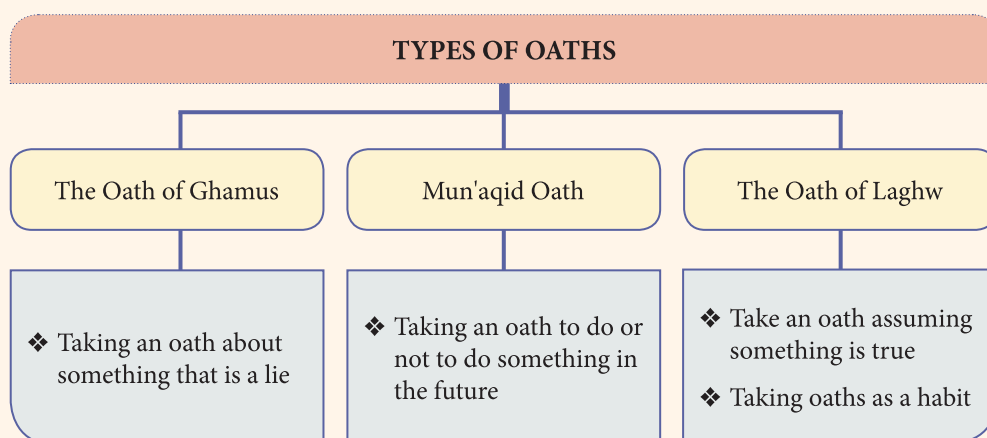 TYPES OF OATHS
The Oath of Ghamus
Mun'aqid Oath
The Oath of Laghw
❖ Taking an oath about
something that is a lie
❖ Taking an oath to do or
not to do something in
the future
❖ Take an oath assuming
something is true
❖ Taking oaths as a habit